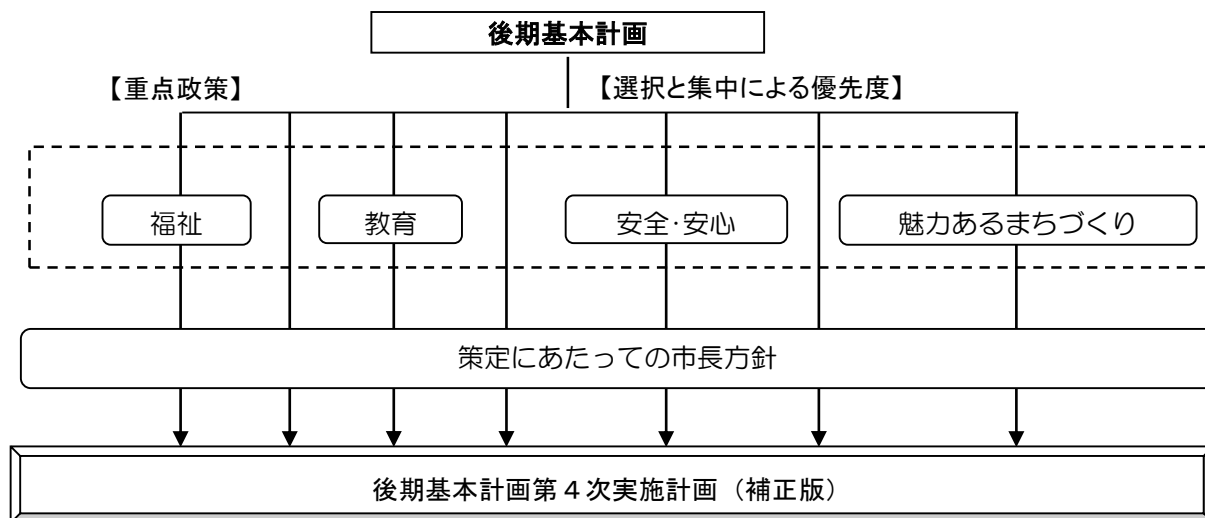 後期基本計画
【重点政策】
【選択と集中による優先度】
福祉
教育
安全・安心
魅力あるまちづくり
策定にあたっての市長方針
後期基本計画第４次実施計画（補正版）